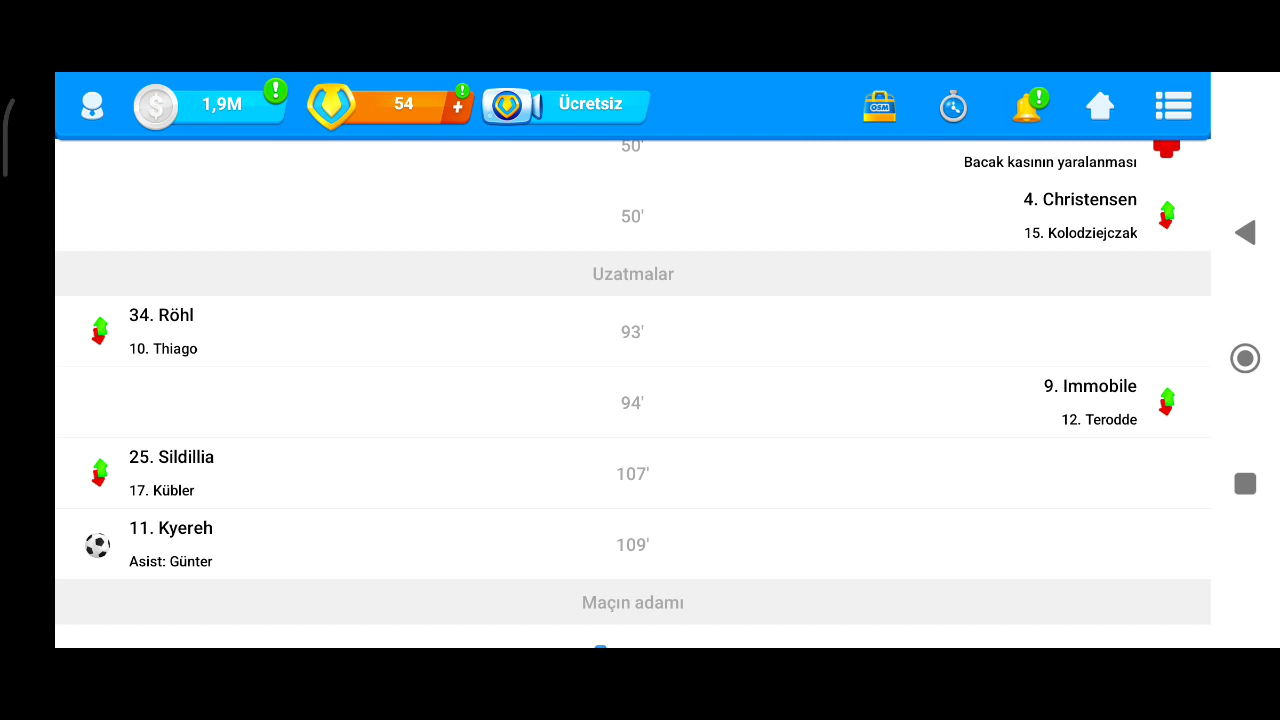 1,9M
54
+
Ücretsiz
OSM
50'
Bacak kasının yaralanması
4. Christensen
50'
15. Kolodziejczak
Uzatmalar
34. Röhl
93'
10. Thiago
9. Immobile
94'
12. Terodde
25. Sildillia
107'
17. Kübler
11. Kyereh
109'
Asist: Günter
Maçın adamı